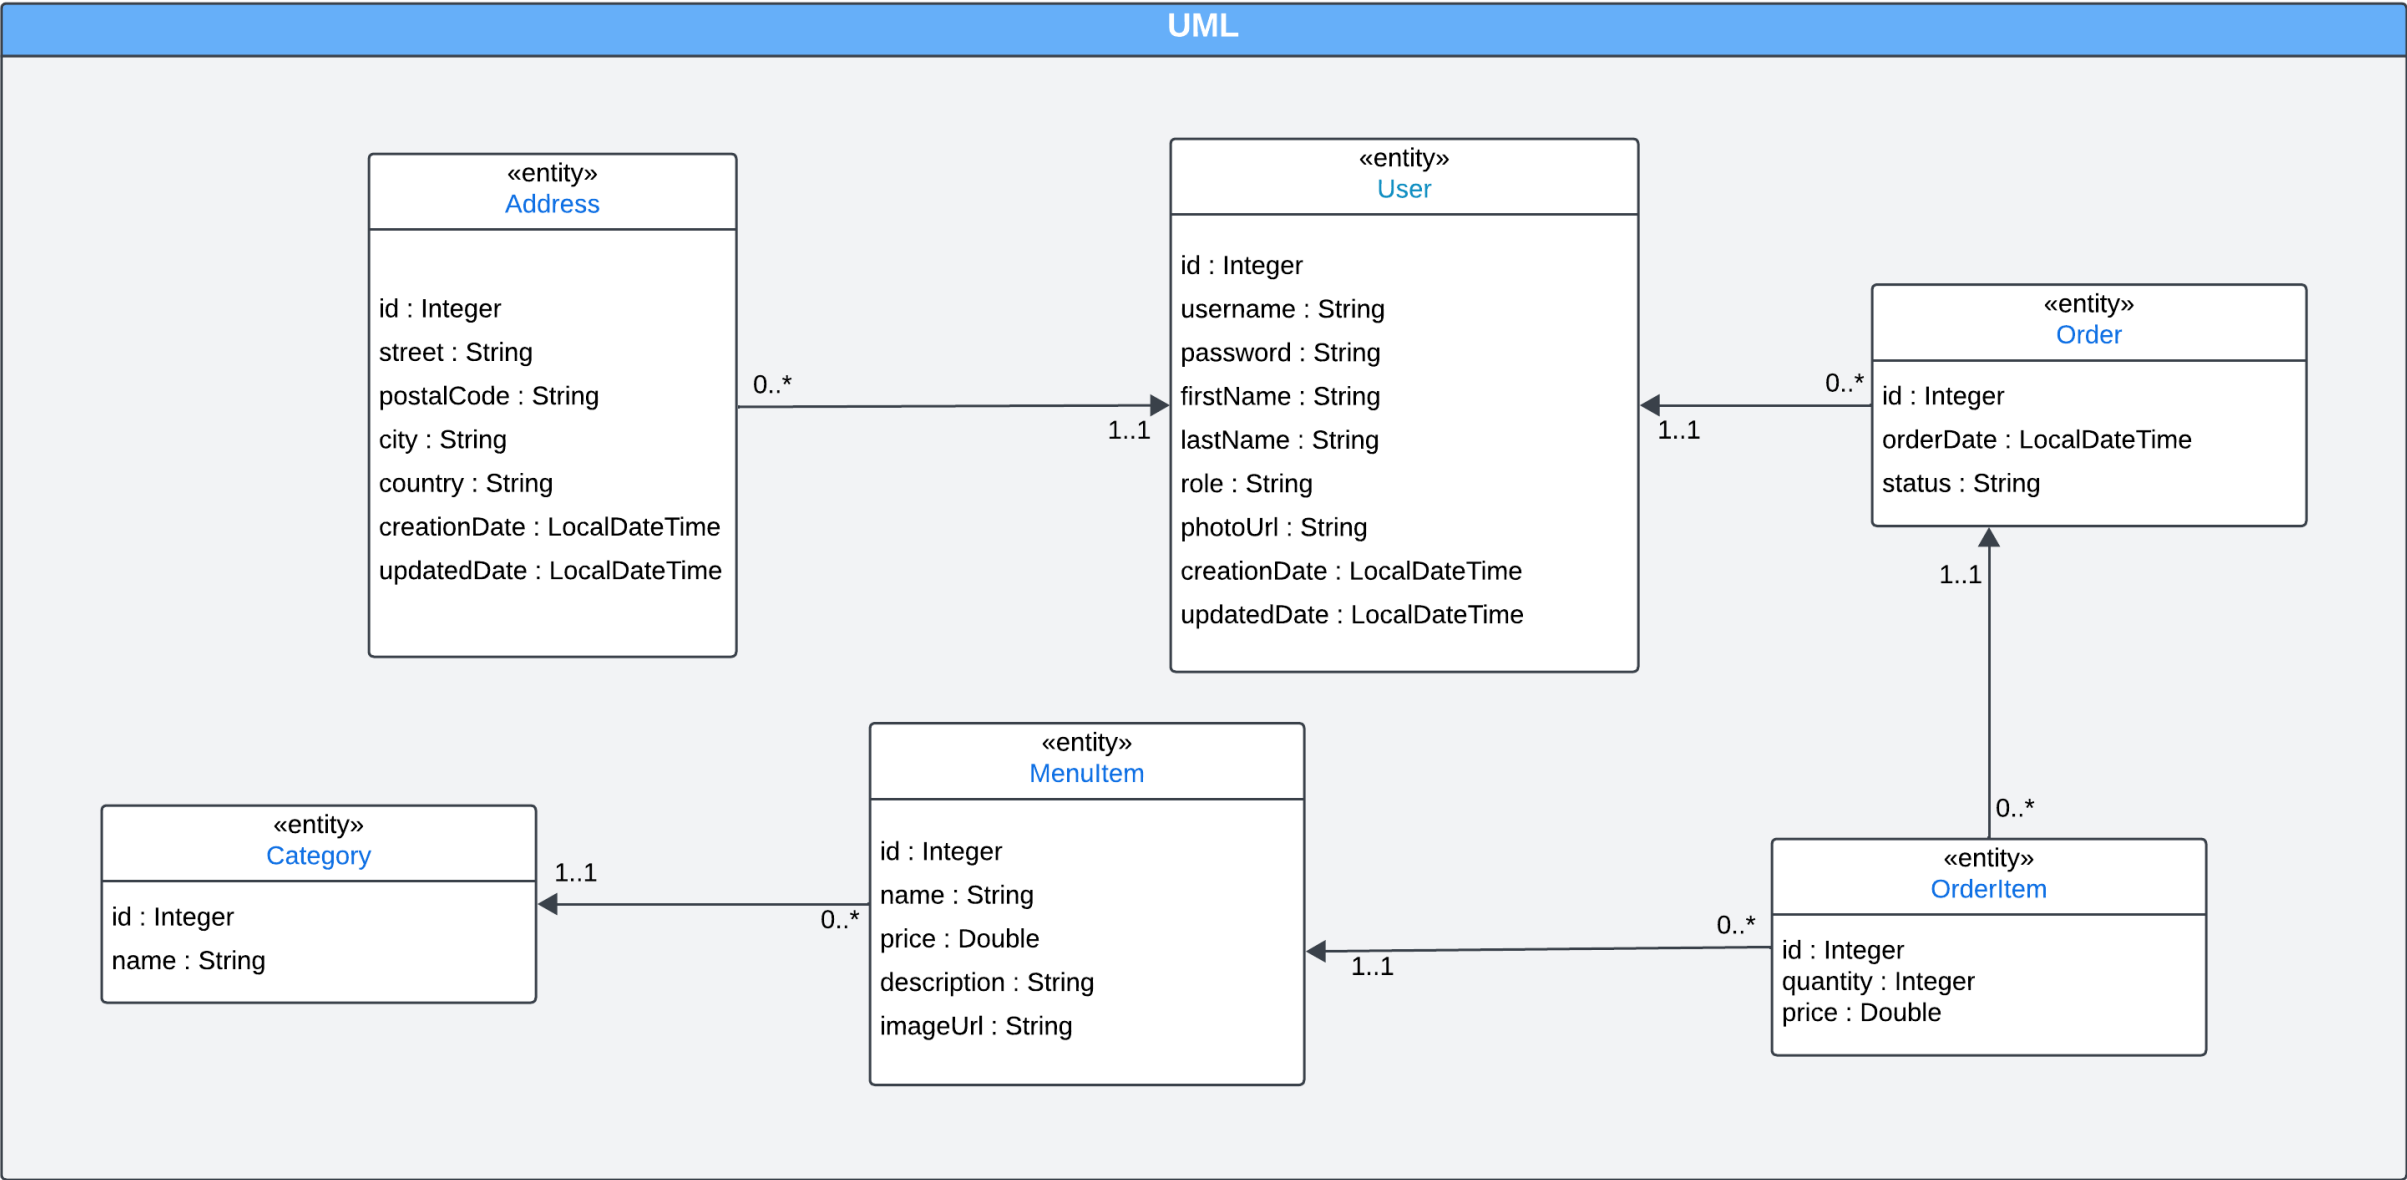 UML
«entity»
Address
id : Integer
street : String
postalCode : String
city : String
country : String
creationDate : LocalDateTime
updatedDate : LocalDateTime
0..*
1..1
«entity»
User
id : Integer
username : String
password : String
firstName : String
lastName : String
role : String
photoUrl : String
creationDate : LocalDateTime
updatedDate : LocalDateTime
1..1
0..*
«entity»
Order
id : Integer
orderDate : LocalDateTime
status : String
1..1
0..*
«entity»
Category
id : Integer
name : String
1..1
0..*
«entity»
MenuItem
id : Integer
name : String
price : Double
description : String
imageUrl : String
1..1
0..*
«entity»
OrderItem
id : Integer
quantity : Integer
price : Double